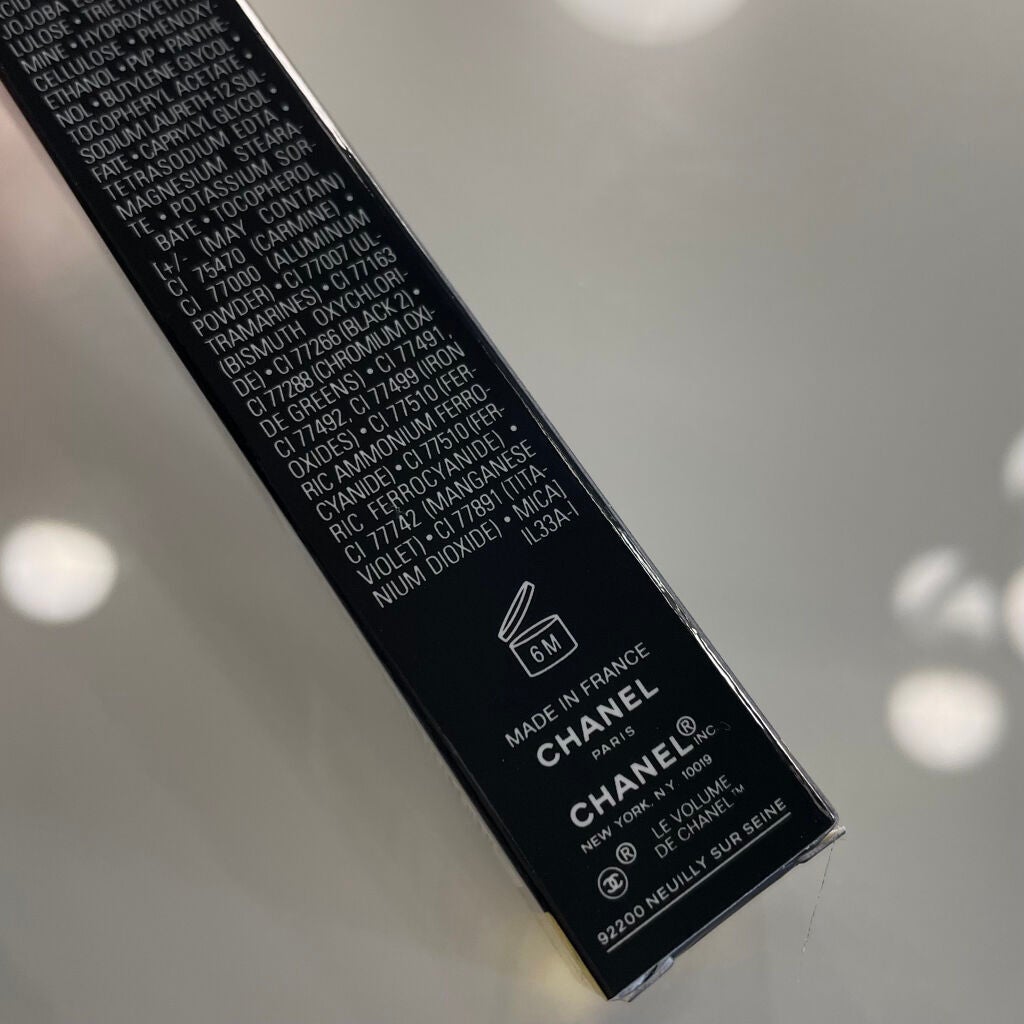 JOJOBA
LULOSE • TRIETH
MINE • HYDROXYETH
CELLULOSE • PHENOXY
ETHANOL • PVP • PANTHE-
NOL • BUTYLENE GLYCOL
TOCOPHERYL ACETATE •
SODIUM LAURETH-12 SUL-
FATE • CAPRYLYL GLYCOL •
TETRASODIUM EDTA •
MAGNESIUM STEARA-
TE • POTASSIUM SOR-
BATE • TOCOPHEROL
[+/- (MAY CONTAIN) •
CI 75470 (CARMINE) •
CI 77000 (ALUMINUM
POWDER) • CI 77007 (UL-
TRAMARINES) • CI 77163
(BISMUTH OXYCHLORI-
DE) • CI 77266 (BLACK 2) •
CI 77288 (CHROMIUM OXI-
DE GREENS) • CI 77491,
CI 77492, CI 77499 (IRON
OXIDES) • CI 77510 (FER-
RIC AMMONIUM FERRO-
CYANIDE) • CI 77510 (FER-
RIC FERROCYANIDE) •
CI 77742 (MANGANESE
VIOLET) • CI 77891 (TITA-
NIUM DIOXIDE) • MICA]
IL33A-1
6 M
MADE IN FRANCE
CHANEL
PARIS
CHANEL® INC.
NEW YORK, N.Y. 10019
® LE VOLUME
DE CHANEL™
92200 NEUILLY SUR SEINE